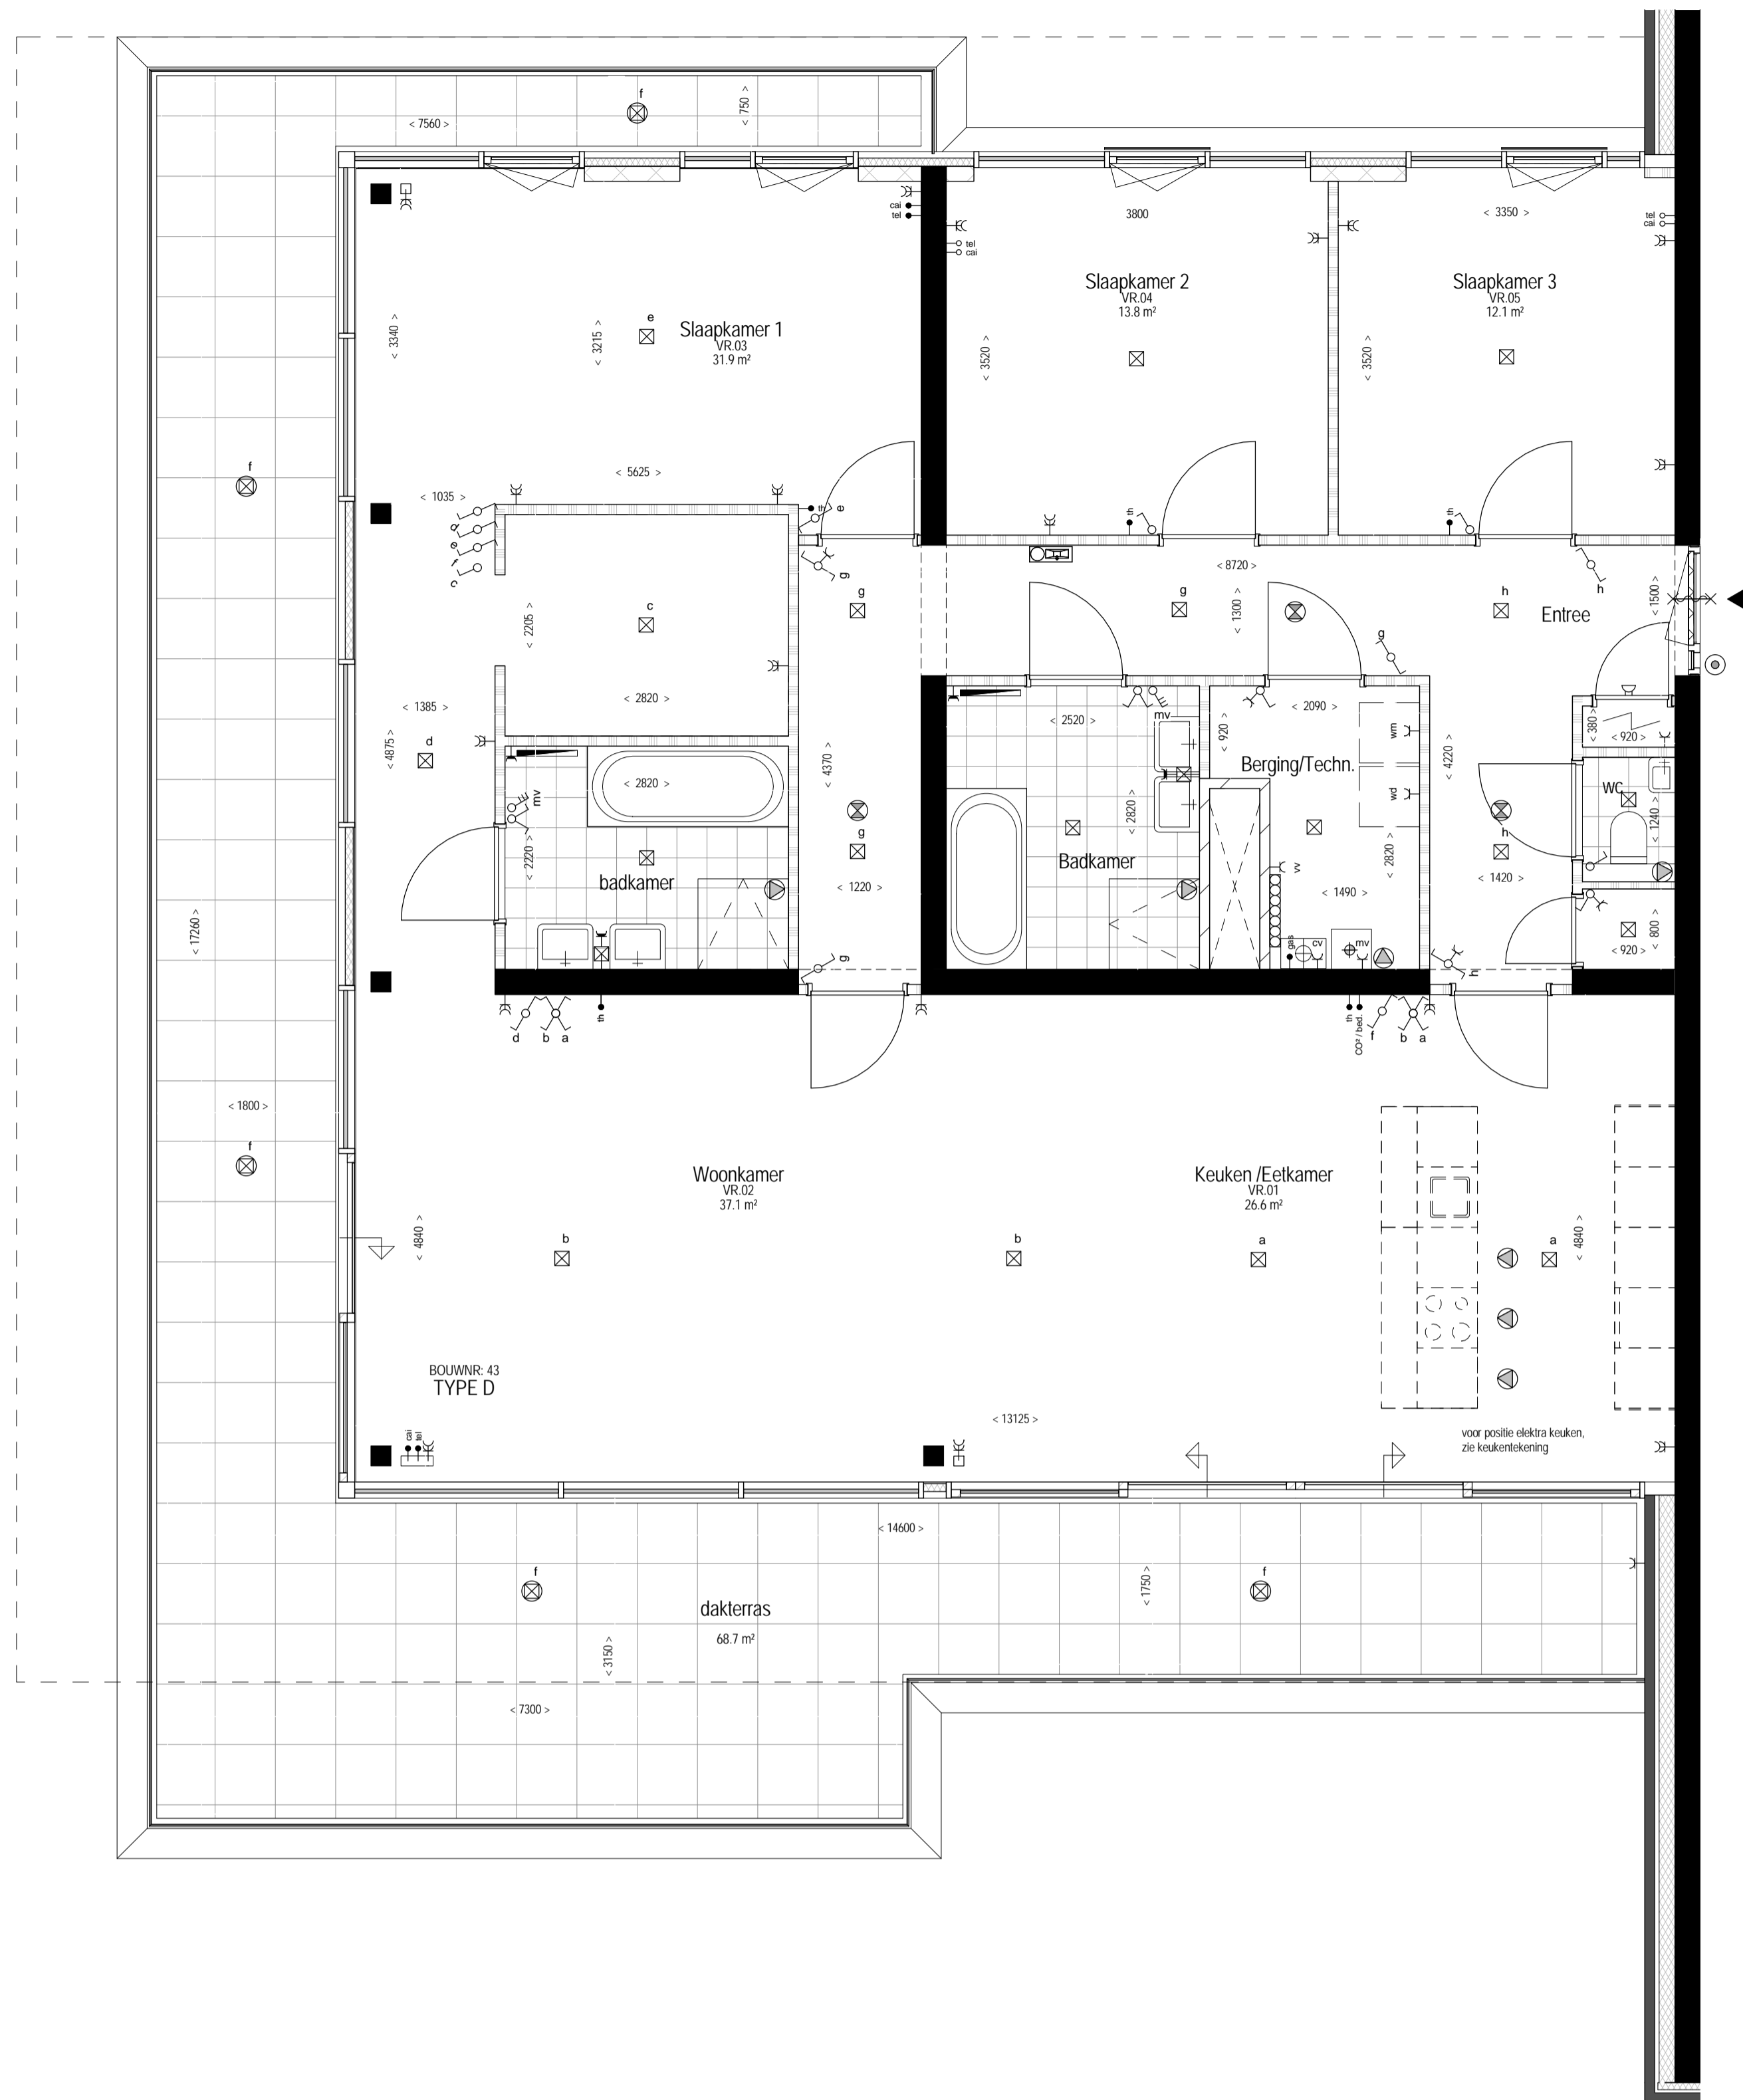 f
< 750 >
< 7560 >
cai
tel
tel
cai
3800
< 3350 >
tel
cai
Slaapkamer 2
VR.04
13.8 m²
Slaapkamer 3
VR.05
12.1 m²
e
Slaapkamer 1
VR.03
31.9 m²
< 3340 >
< 3215 >
< 3520 >
< 3520 >
f
< 5625 >
< 1035 >
d
e
f
c
th
e
th
th
g
< 8720 >
h
g
c
g
g
h
< 1300 >
< 1500 >
Entree
< 2205 >
g
< 2820 >
< 1385 >
d
< 4875 >
< 4370 >
< 2520 >
mv
< 920 >
< 2090 >
wm
< 4220 >
< 380 >
< 920 >
Berging/Techn.
wd
< 2820 >
mv
WC
< 1240 >
< 2820 >
g
h
< 2220 >
badkamer
Badkamer
vv
< 2820 >
< 1220 >
< 1490 >
< 1420 >
< 17260 >
gas
cv
mv
< 800 >
< 920 >
g
h
d
b
a
th
th
CO² / bed.
f
b
a
< 1800 >
f
Woonkamer
VR.02
37.1 m²
Keuken /Eetkamer
VR.01
26.6 m²
< 4840 >
b
b
a
a
< 4840 >
BOUWNR: 43
TYPE D
< 13125 >
cai
tel
voor positie elektra keuken,
zie keukentekening
< 14600 >
f
f
< 1750 >
dakterras
68.7 m²
< 3150 >
< 7300 >